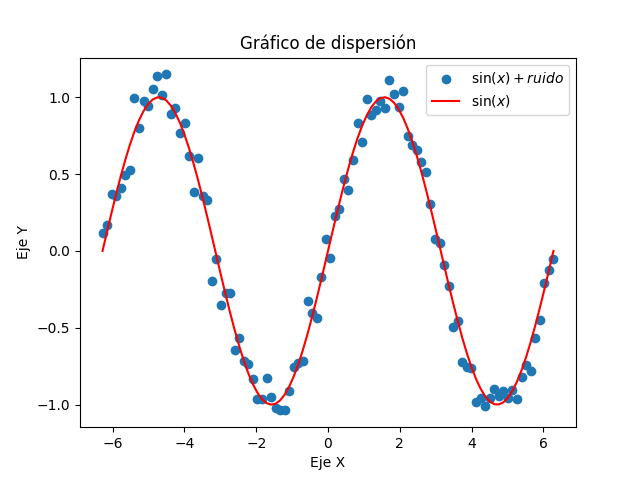 Gráfico de dispersión
sin(x) + ruido
sin(x)
1.0
0.5
0.0
−0.5
−1.0
Eje Y
−6
−4
−2
0
2
4
6
Eje X